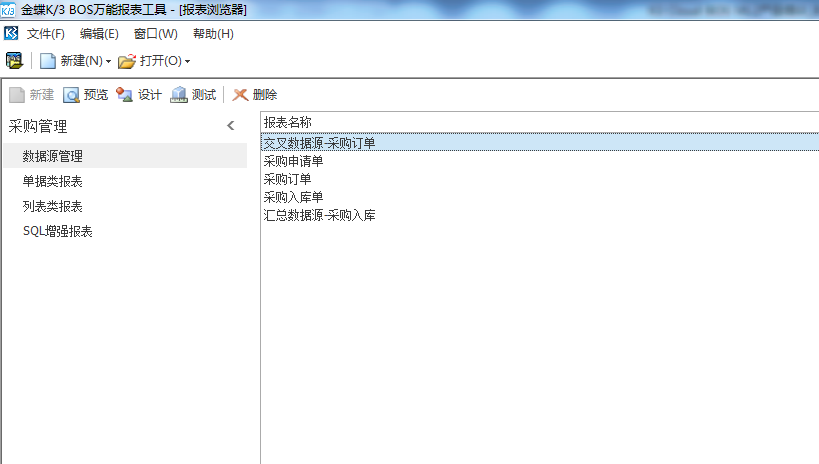 金蝶K/3 BOS万能报表工具 - [报表浏览器]
文件(F) 编辑(E) 窗口(W) 帮助(H)
新建(N) 打开(O)
新建 预览 设计 测试 删除
采购管理
数据源管理
单据类报表
列表类报表
SQL增强报表
报表名称
交叉数据源-采购订单
采购申请单
采购订单
采购入库单
汇总数据源-采购入库